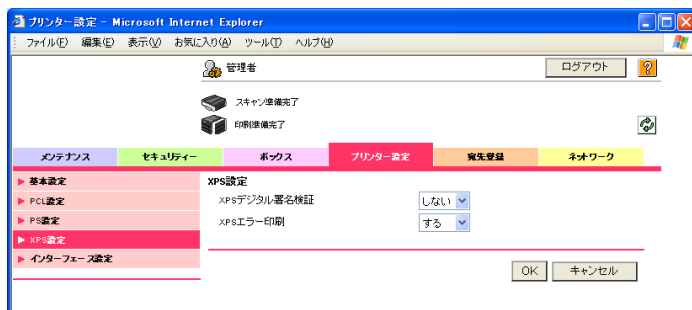 プリンター設定 - Microsoft Internet Explorer
ファイル(F) 編集(E) 表示(V) お気に入り(A) ツール(T) ヘルプ(H)
管理者 ログアウト ?
スキャン準備完了
印刷準備完了
メンテナンス セキュリティー ボックス プリンター設定 宛先登録 ネットワーク
基本設定
PCL設定
PS設定
XPS設定
インターフェース設定
XPS設定
XPSデジタル署名検証 しない
XPSエラー印刷 する
OK キャンセル